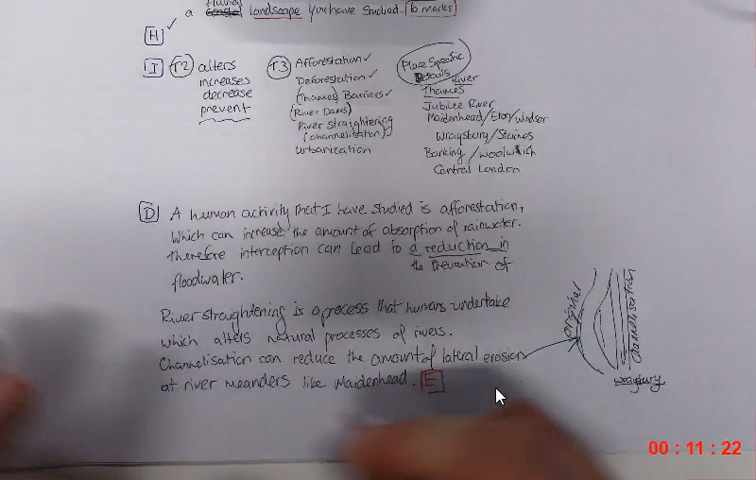 fluvial
a coastal landscape you have studied. [6 marks]
H
I T2 alters
increases
decrease
prevent
T3 Afforestation
Deforestation
(Thames) Barriers
(River Dams)
River straightening
(channelisation)
urbanisation
Place Specific
Details River
Thames
Jubilee River
Maidenhead/Eton/Windsor
Wraysbury/Staines
Barking/Woolwich
Central London
D A human activity that I have studied is afforestation,
which can increase the amount of absorption of rainwater.
Therefore interception can lead to a reduction in
the prevention of
floodwater.
River straightening is a process that humans undertake
which alters natural processes of rivers.
Channelisation can reduce the amount of lateral erosion
at river meanders like Maidenhead. E
original
channelisation
wraysbury
00:11:22